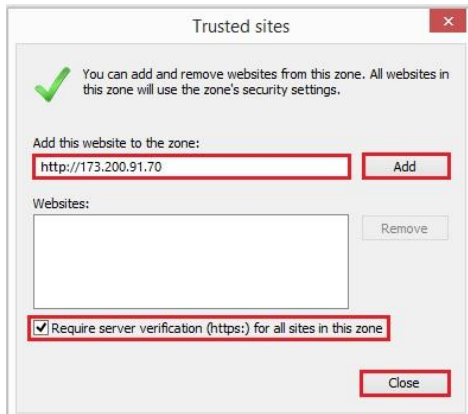 Trusted sites
You can add and remove websites from this zone. All websites in
this zone will use the zone's security settings.
Add this website to the zone:
http://173.200.91.70
Add
Websites:
Remove
Require server verification (https:) for all sites in this zone
Close